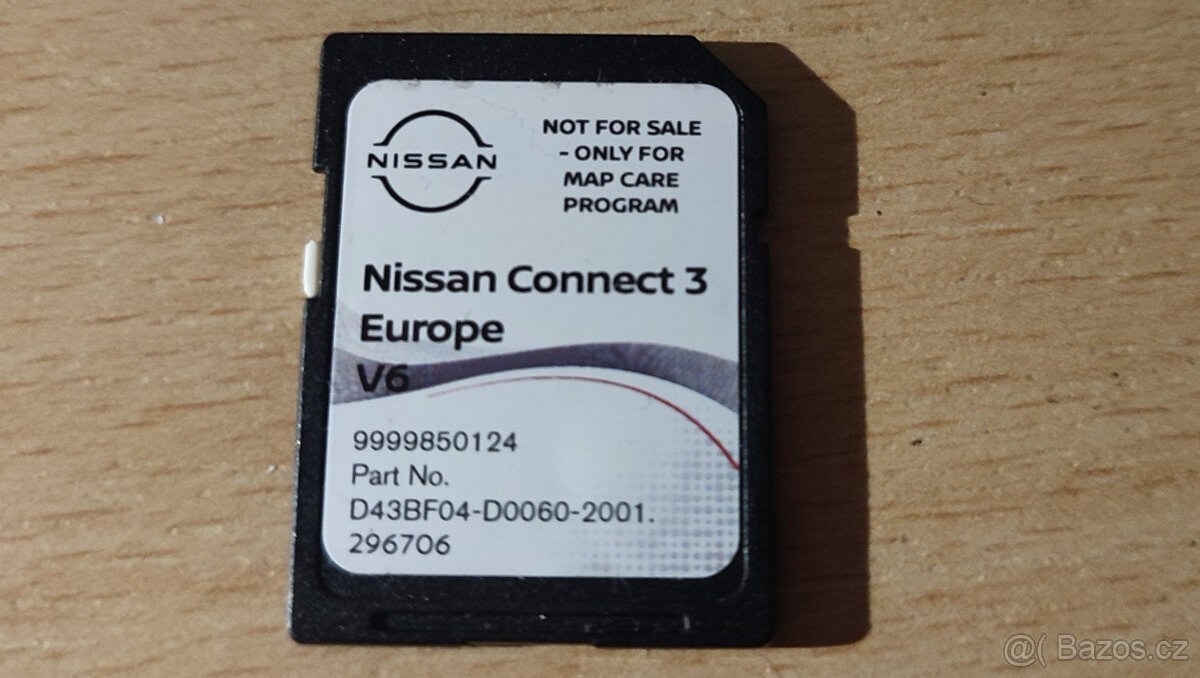 NISSAN
NOT FOR SALE
- ONLY FOR
MAP CARE
PROGRAM
Nissan Connect 3
Europe
V6
9999850124
Part No.
D43BF04-D0060-2001.
296706
@( Bazos.cz